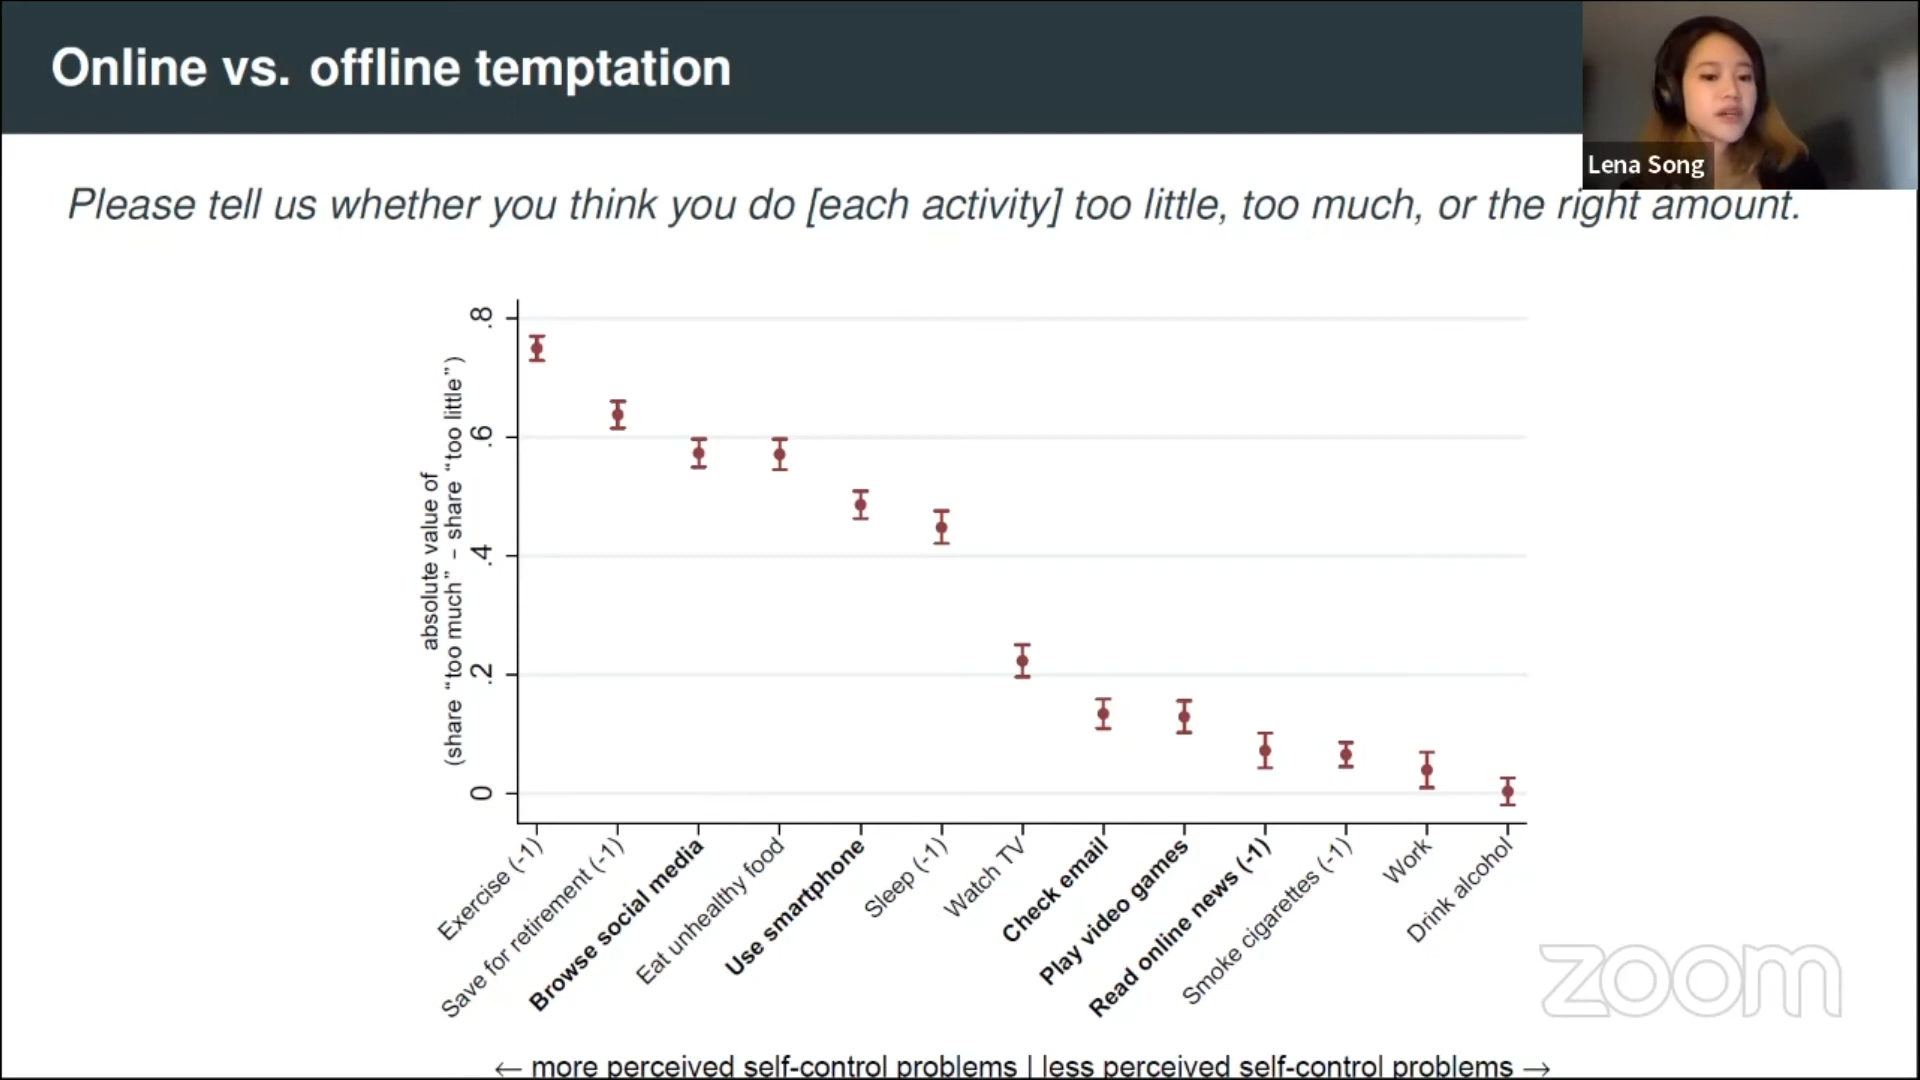 Online vs. offline temptation
Lena Song
Please tell us whether you think you do [each activity] too little, too much, or the right amount.
absolute value of
(share “too much” – share “too little”)
.8
.6
.4
.2
0
Exercise (-1)
Save for retirement (-1)
Browse social media
Eat unhealthy food
Use smartphone
Sleep (-1)
Watch TV
Check email
Play video games
Read online news (-1)
Smoke cigarettes (-1)
Work
Drink alcohol
← more perceived self-control problems | less perceived self-control problems →
zoom